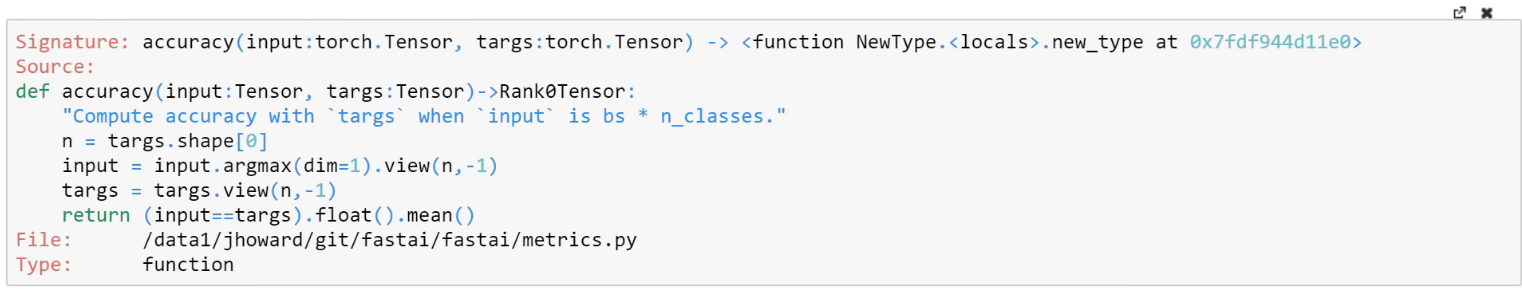 Signature: accuracy(input:torch.Tensor, targs:torch.Tensor) -> <function NewType.<locals>.new_type at 0x7fdf944d11e0>
Source:
def accuracy(input:Tensor, targs:Tensor)->Rank0Tensor:
    "Compute accuracy with `targs` when `input` is bs * n_classes."
    n = targs.shape[0]
    input = input.argmax(dim=1).view(n,-1)
    targs = targs.view(n,-1)
    return (input==targs).float().mean()
File:      /data1/jhoward/git/fastai/fastai/metrics.py
Type:      function